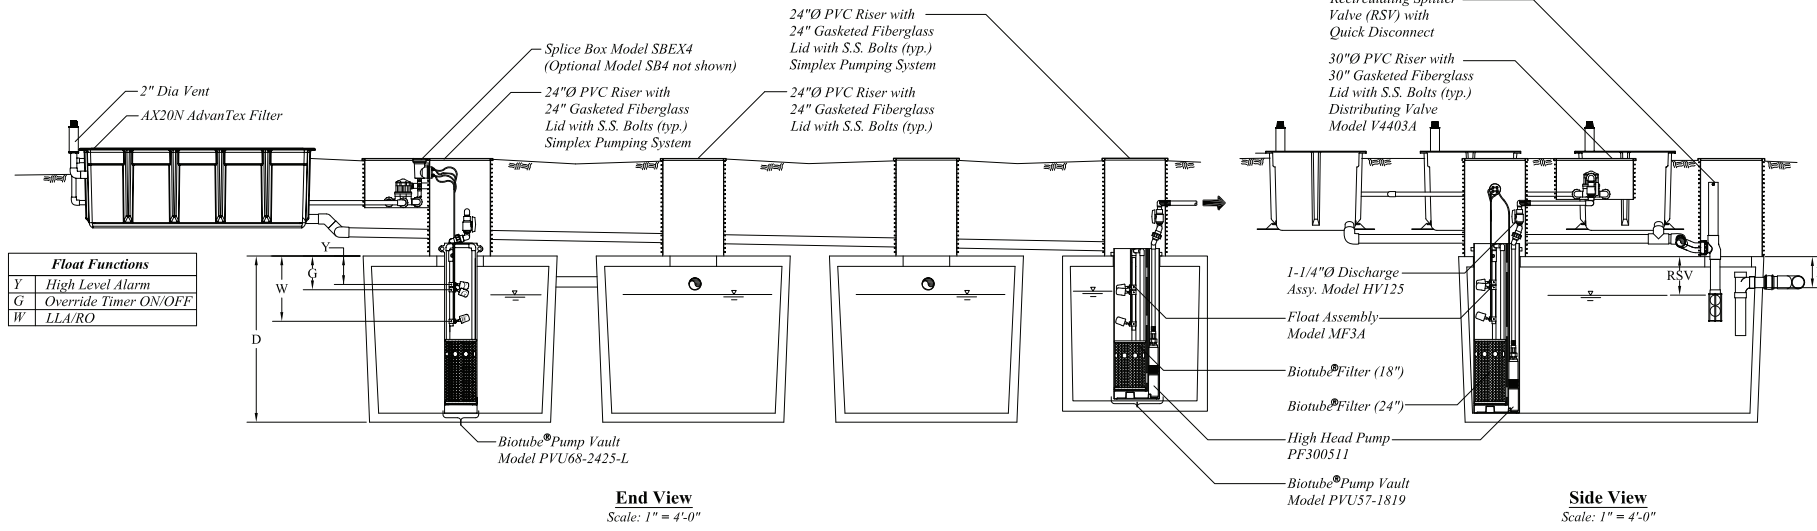 2" Dia Vent
AX20N AdvanTex Filter
Splice Box Model SBEX4
(Optional Model SB4 not shown)
24"Ø PVC Riser with
24" Gasketed Fiberglass
Lid with S.S. Bolts (typ.)
Simplex Pumping System
24"Ø PVC Riser with
24" Gasketed Fiberglass
Lid with S.S. Bolts (typ.)
Simplex Pumping System
24"Ø PVC Riser with
24" Gasketed Fiberglass
Lid with S.S. Bolts (typ.)
Recirculating Splitter
Valve (RSV) with
Quick Disconnect
30"Ø PVC Riser with
30" Gasketed Fiberglass
Lid with S.S. Bolts (typ.)
Distributing Valve
Model V4403A
Float Functions
Y High Level Alarm
G Override Timer ON/OFF
W LLA/RO
Y
G
W
D
RSV
1-1/4"Ø Discharge
Assy. Model HV125
Float Assembly
Model MF3A
Biotube® Filter (18")
Biotube® Filter (24")
High Head Pump
PF300511
Biotube® Pump Vault
Model PVU57-1819
Biotube® Pump Vault
Model PVU68-2425-L
End View
Scale: 1" = 4'-0"
Side View
Scale: 1" = 4'-0"